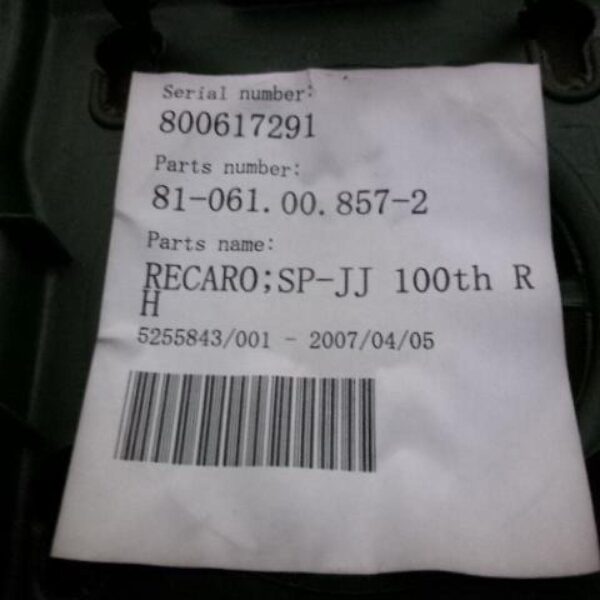 Serial number:
800617291
Parts number:
81-061.00.857-2
Parts name:
RECARO;SP-JJ 100th R
H
5255843/001 - 2007/04/05